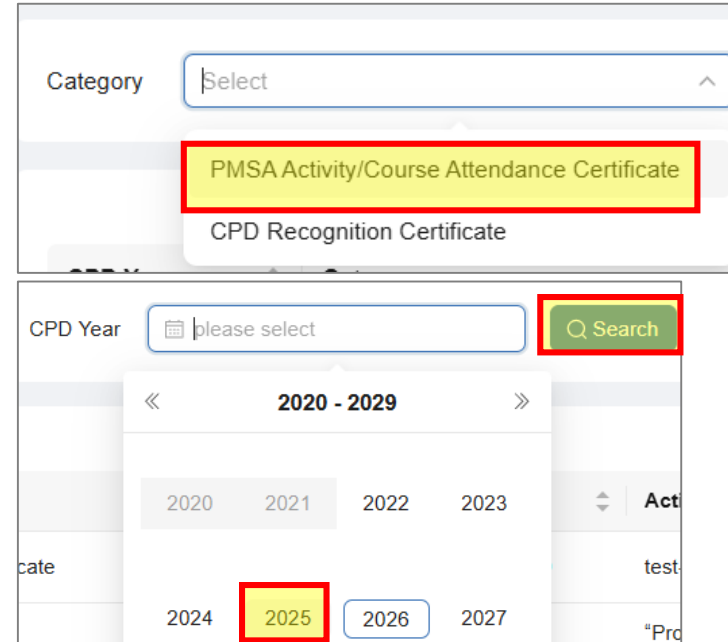 Category Select
PMSA Activity/Course Attendance Certificate
CPD Recognition Certificate
CPD Year please select Search
2020 - 2029
2020 2021 2022 2023
Acti
cate test-
2024 2025 2026 2027
“Pro